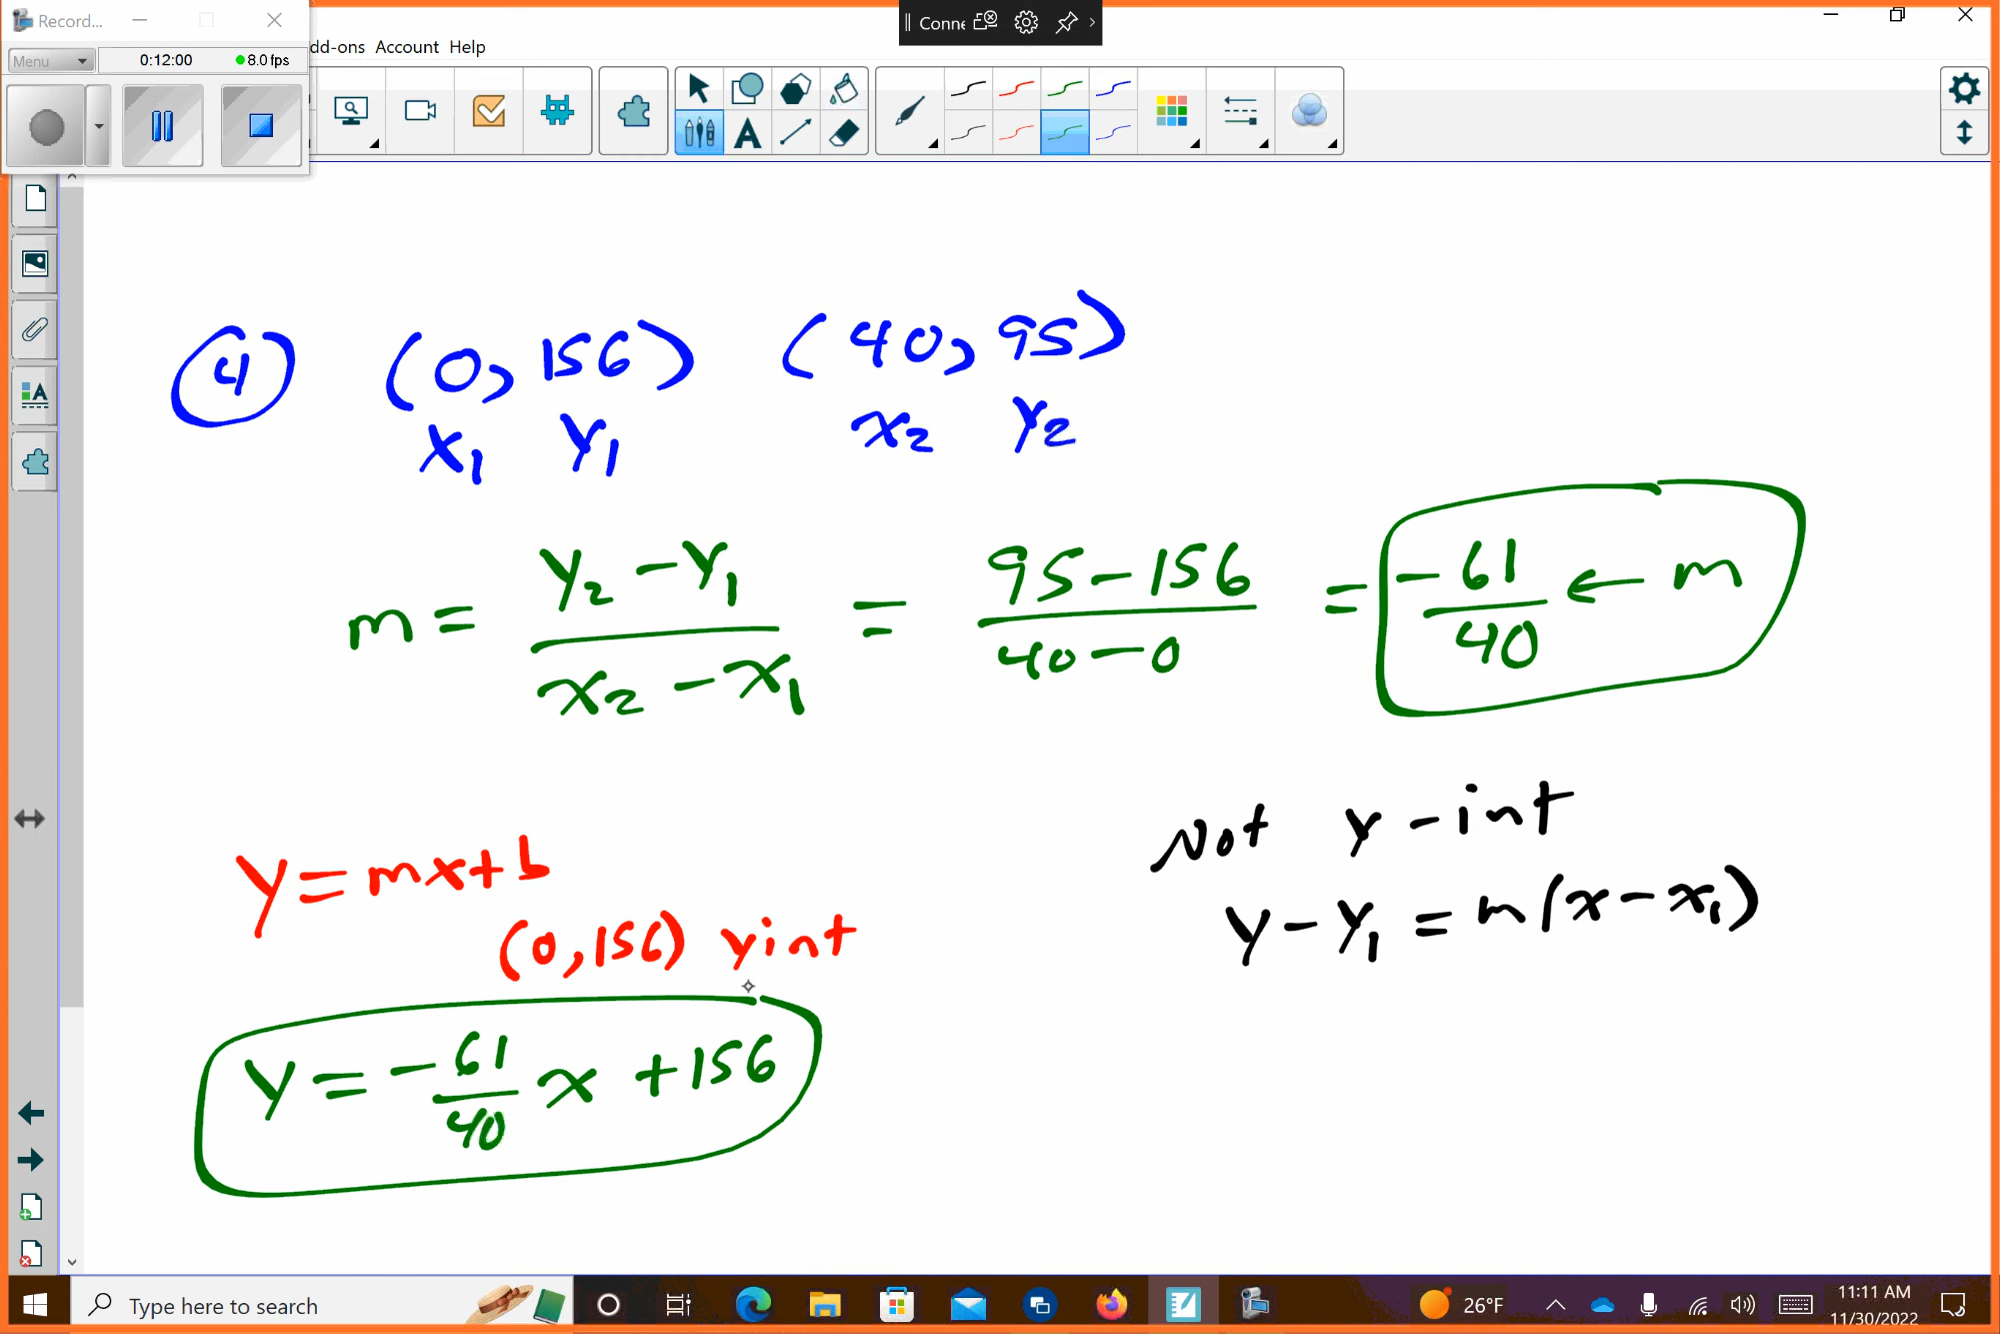 Record...
Menu 0:12:00 8.0 fps
dd-ons Account Help
Conne
④ (0, 156) (40, 95)
x₁ y₁ x₂ y₂
m = (y₂ - y₁)/(x₂ - x₁) = (95 - 156)/(40 - 0) = -61/40 ← m
Not y-int
y = mx + b
y - y₁ = m(x - x₁)
(0, 156) yint
y = -61/40 x + 156
Type here to search
26°F
11:11 AM
11/30/2022